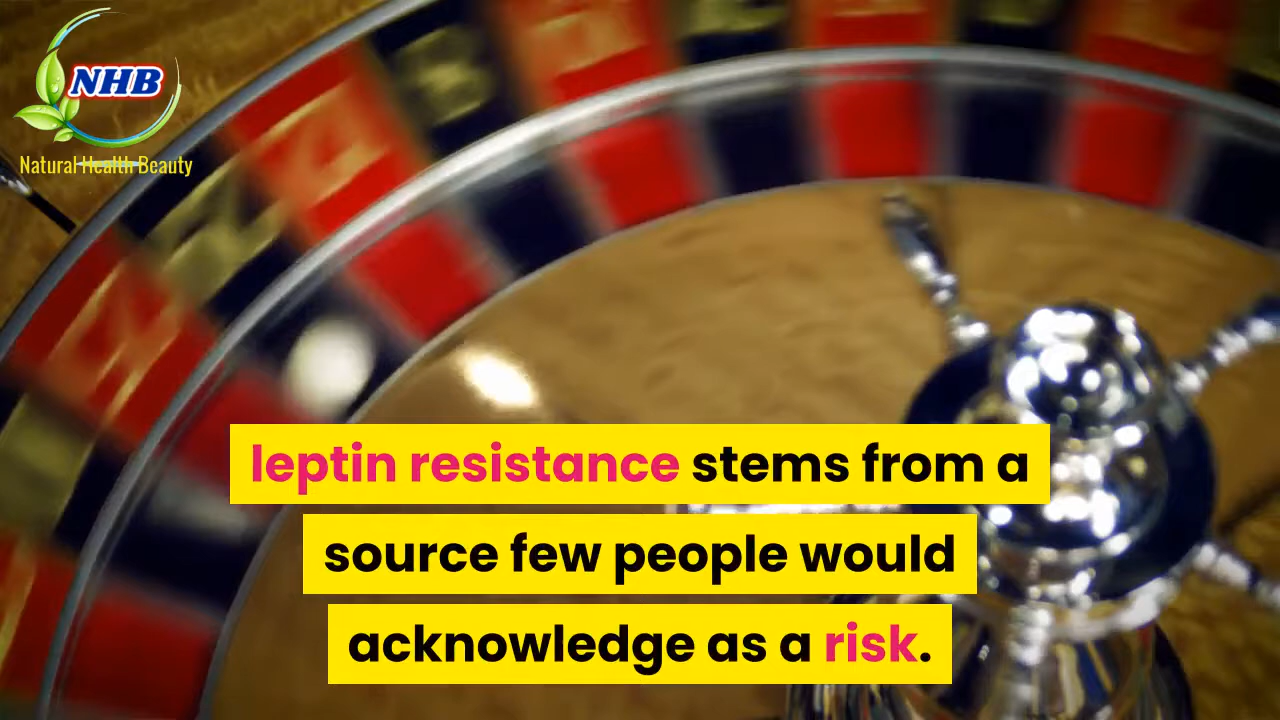 NHB
Natural Health Beauty
leptin resistance stems from a
source few people would
acknowledge as a risk.